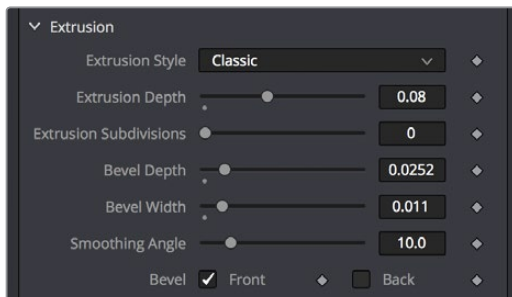 Extrusion
Extrusion Style Classic
Extrusion Depth 0.08
Extrusion Subdivisions 0
Bevel Depth 0.0252
Bevel Width 0.011
Smoothing Angle 10.0
Bevel Front Back